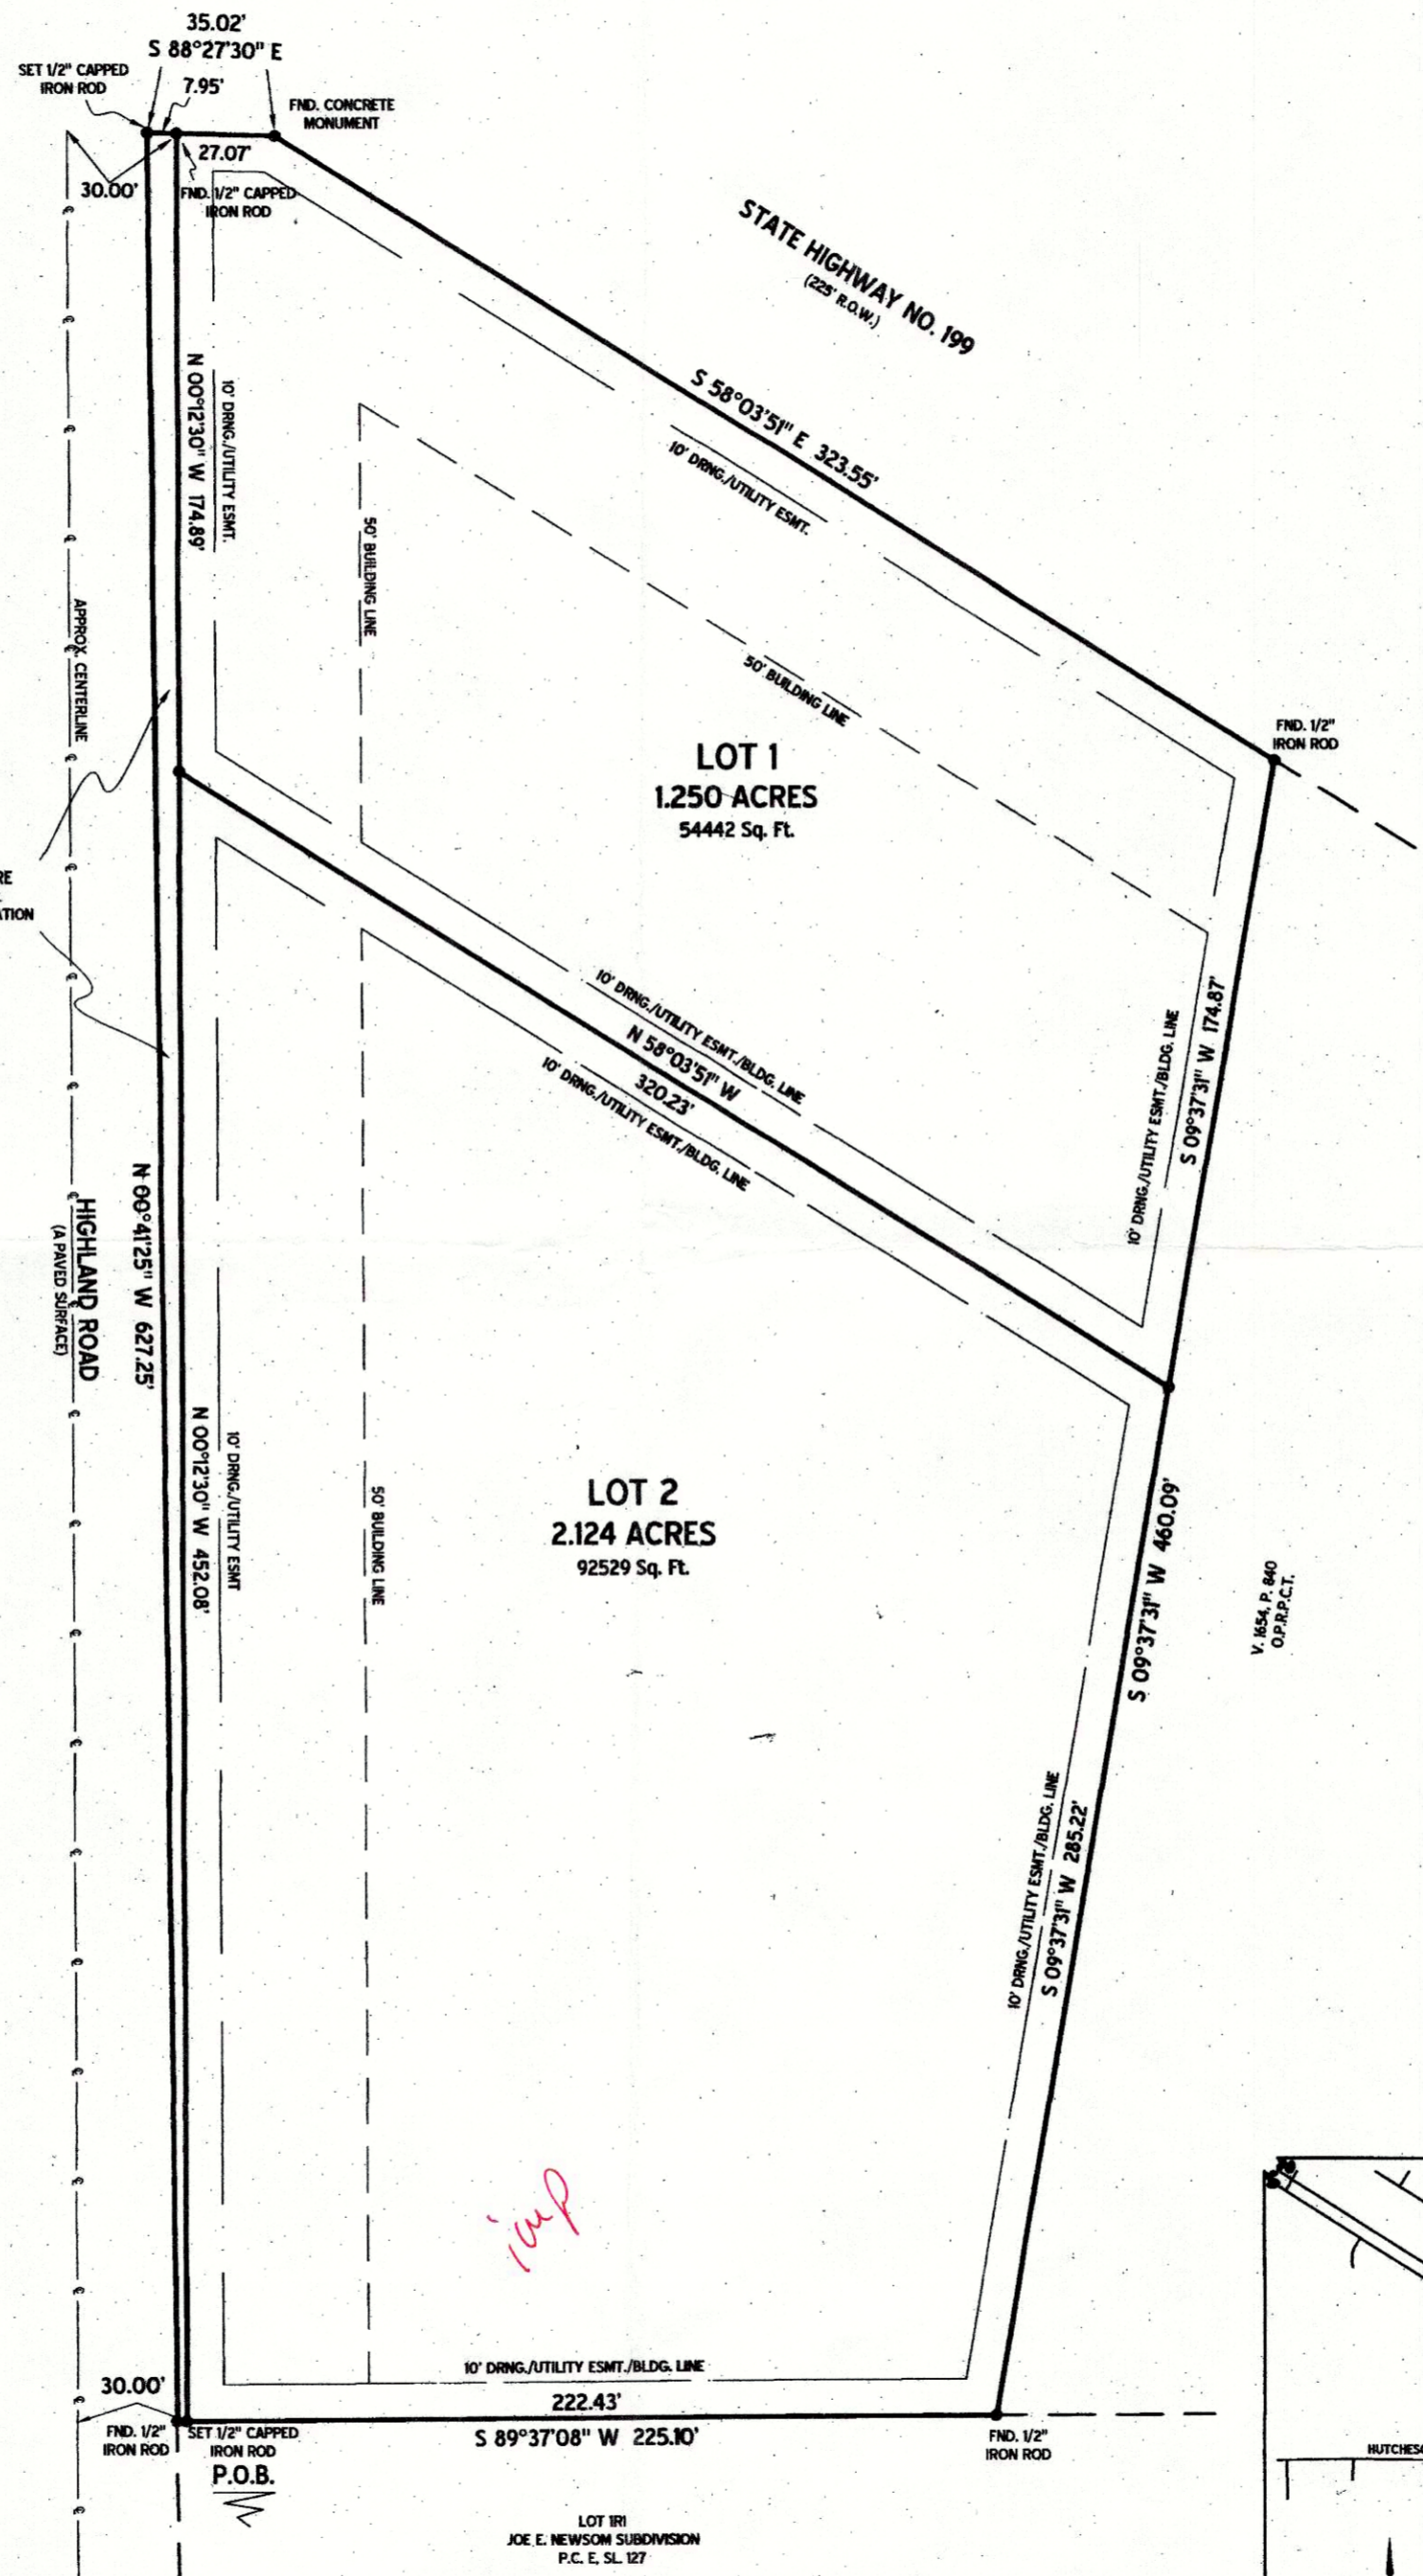 35.02'
S 88°27'30" E
SET 1/2" CAPPED
IRON ROD
7.95'
FND. CONCRETE
MONUMENT
27.07'
30.00'
FND. 1/2" CAPPED
IRON ROD
STATE HIGHWAY NO. 199
(225' R.O.W.)
S 58°03'51" E 323.55'
10' DRNG./UTILITY ESMT.
N 00°12'30" W 174.89'
10' DRNG./UTILITY ESMT.
50' BUILDING LINE
50' BUILDING LINE
APPROX. CENTERLINE
FND. 1/2"
IRON ROD
LOT 1
1.250 ACRES
54442 Sq. Ft.
10' DRNG./UTILITY ESMT./BLDG. LINE
N 58°03'51" W
320.23'
10' DRNG./UTILITY ESMT./BLDG. LINE
10' DRNG./UTILITY ESMT./BLDG. LINE
S 09°37'31" W 174.87'
HIGHLAND ROAD
(A PAVED SURFACE)
N 00°41'25" W 627.25'
N 00°12'30" W 452.08'
10' DRNG./UTILITY ESMT
50' BUILDING LINE
LOT 2
2.124 ACRES
92529 Sq. Ft.
S 09°37'31" W 460.09'
V. 1654, P. 840
O.P.R.P.C.T.
10' DRNG./UTILITY ESMT./BLDG. LINE
S 09°37'31" W 285.22'
imp
10' DRNG./UTILITY ESMT./BLDG. LINE
222.43'
S 89°37'08" W 225.10'
30.00'
FND. 1/2"
IRON ROD
SET 1/2" CAPPED
IRON ROD
P.O.B.
FND. 1/2"
IRON ROD
LOT 1R1
JOE E. NEWSOM SUBDIVISION
P.C. E, SL. 127